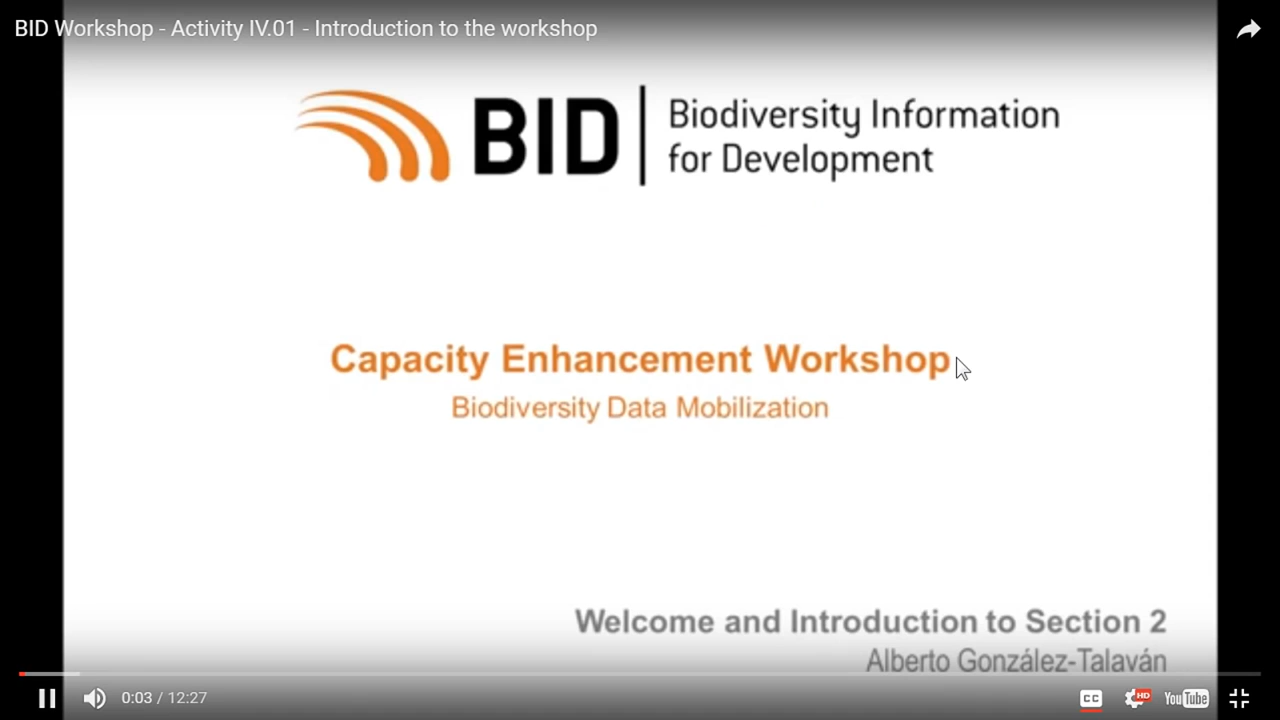 BID Workshop - Activity IV.01 - Introduction to the workshop
BID
Biodiversity Information
for Development
Capacity Enhancement Workshop
Biodiversity Data Mobilization
Welcome and Introduction to Section 2
Alberto González-Talaván
0:03 / 12:27
CC
HD
YouTube